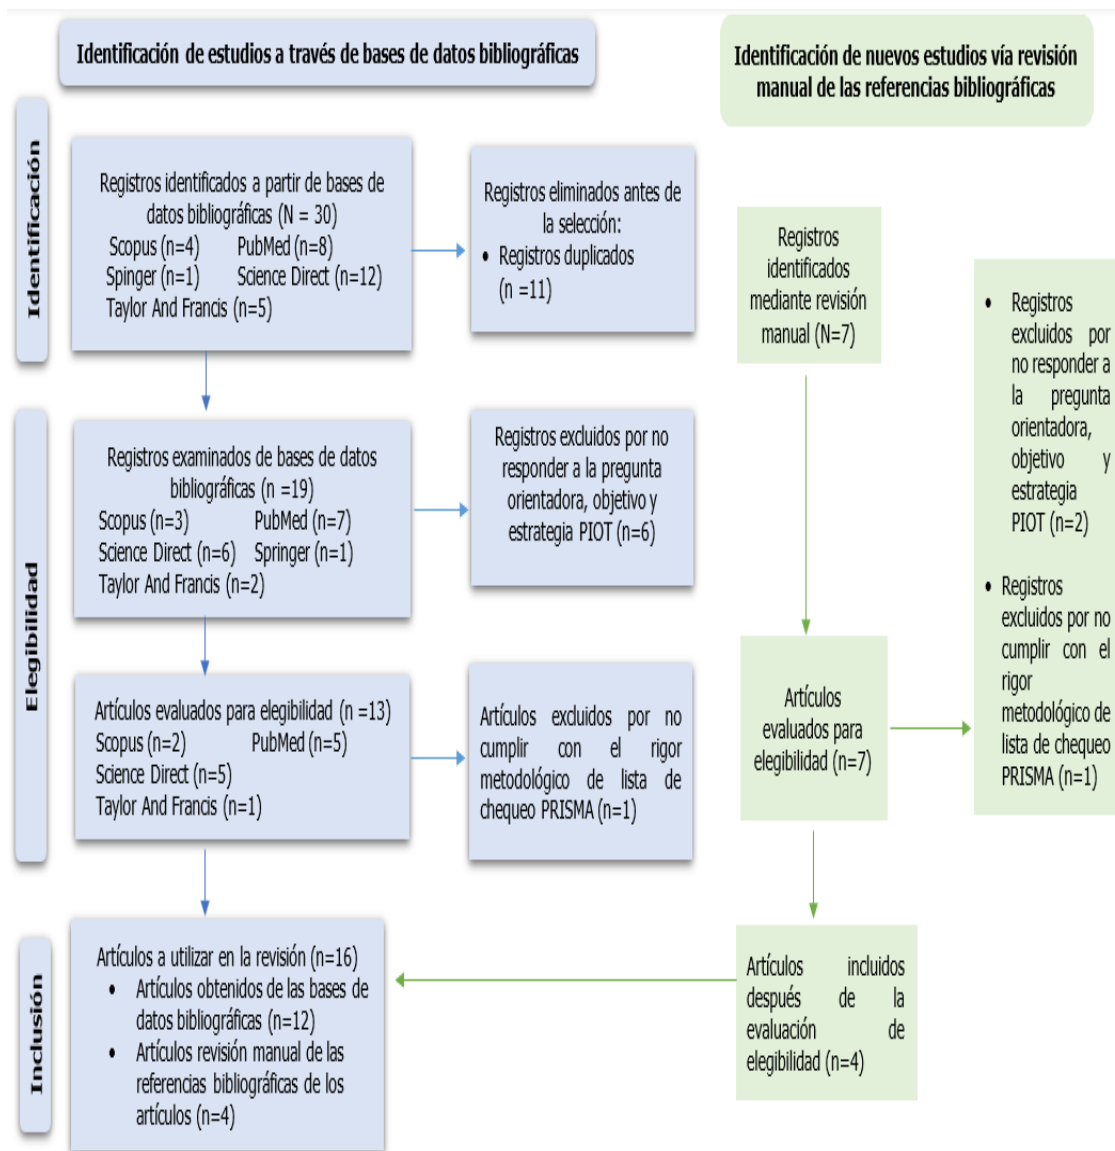 Identificación de estudios a través de bases de datos bibliográficas
Identificación de nuevos estudios vía revisión
manual de las referencias bibliográficas
Identificación
Registros identificados a partir de bases de
datos bibliográficas (N = 30)
Scopus (n=4) PubMed (n=8)
Spinger (n=1) Science Direct (n=12)
Taylor And Francis (n=5)
Registros eliminados antes de
la selección:
• Registros duplicados
(n =11)
Registros
identificados
mediante revisión
manual (N=7)
• Registros
excluidos por
no responder a
la pregunta
orientadora,
objetivo y
estrategia
PIOT (n=2)
• Registros
excluidos por no
cumplir con el
rigor
metodológico de
lista de chequeo
PRISMA (n=1)
Elegibilidad
Registros examinados de bases de datos
bibliográficas (n =19)
Scopus (n=3) PubMed (n=7)
Science Direct (n=6) Springer (n=1)
Taylor And Francis (n=2)
Registros excluidos por no
responder a la pregunta
orientadora, objetivo y
estrategia PIOT (n=6)
Artículos evaluados para elegibilidad (n =13)
Scopus (n=2) PubMed (n=5)
Science Direct (n=5)
Taylor And Francis (n=1)
Artículos excluidos por no
cumplir con el rigor
metodológico de lista de
chequeo PRISMA (n=1)
Artículos
evaluados para
elegibilidad (n=7)
Inclusión
Artículos a utilizar en la revisión (n=16)
• Artículos obtenidos de las bases de
datos bibliográficas (n=12)
• Artículos revisión manual de las
referencias bibliográficas de los
artículos (n=4)
Artículos incluidos
después de la
evaluación de
elegibilidad (n=4)